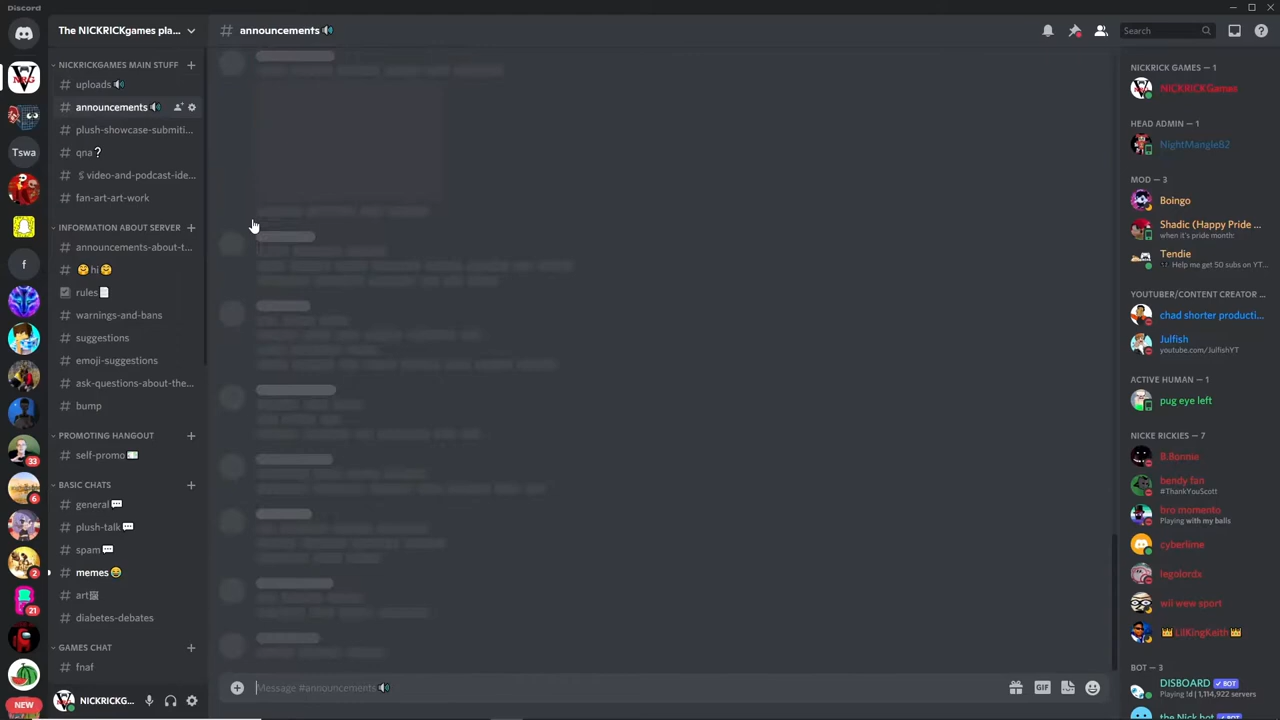 Discord
The NICKRICKgames pla...
# announcements
Search
NICKRICKGAMES MAIN STUFF
# uploads
# announcements
# plush-showcase-submiti...
# qna?
# video-and-podcast-ide...
# fan-art-art-work
INFORMATION ABOUT SERVER
# announcements-about-t...
# 🤗hi🤗
rules
# warnings-and-bans
# suggestions
# emoji-suggestions
# ask-questions-about-the...
# bump
PROMOTING HANGOUT
# self-promo
BASIC CHATS
# general
# plush-talk
# spam
# memes
# art
# diabetes-debates
GAMES CHAT
# fnaf
NICKRICKG...
Tswa
f
33
6
2
21
NEW
Message #announcements
GIF
NICKRICK GAMES — 1
NICKRICKGames
HEAD ADMIN — 1
NightMangle82
MOD — 3
Boingo
Shadic (Happy Pride ...
when it's pride month:
Tendie
Help me get 50 subs on YT...
YOUTUBER/CONTENT CREATOR ...
chad shorter producti...
Julfish
youtube.com/JulfishYT
ACTIVE HUMAN — 1
pug eye left
NICKE RICKIES — 7
B.Bonnie
bendy fan
#ThankYouScott
bro momento
Playing with my balls
cyberlime
legolordx
wii wew sport
LilKingKeith
BOT — 3
DISBOARD ✓ BOT
Playing !d | 1,114,922 servers
the Nick bot ✓ BOT